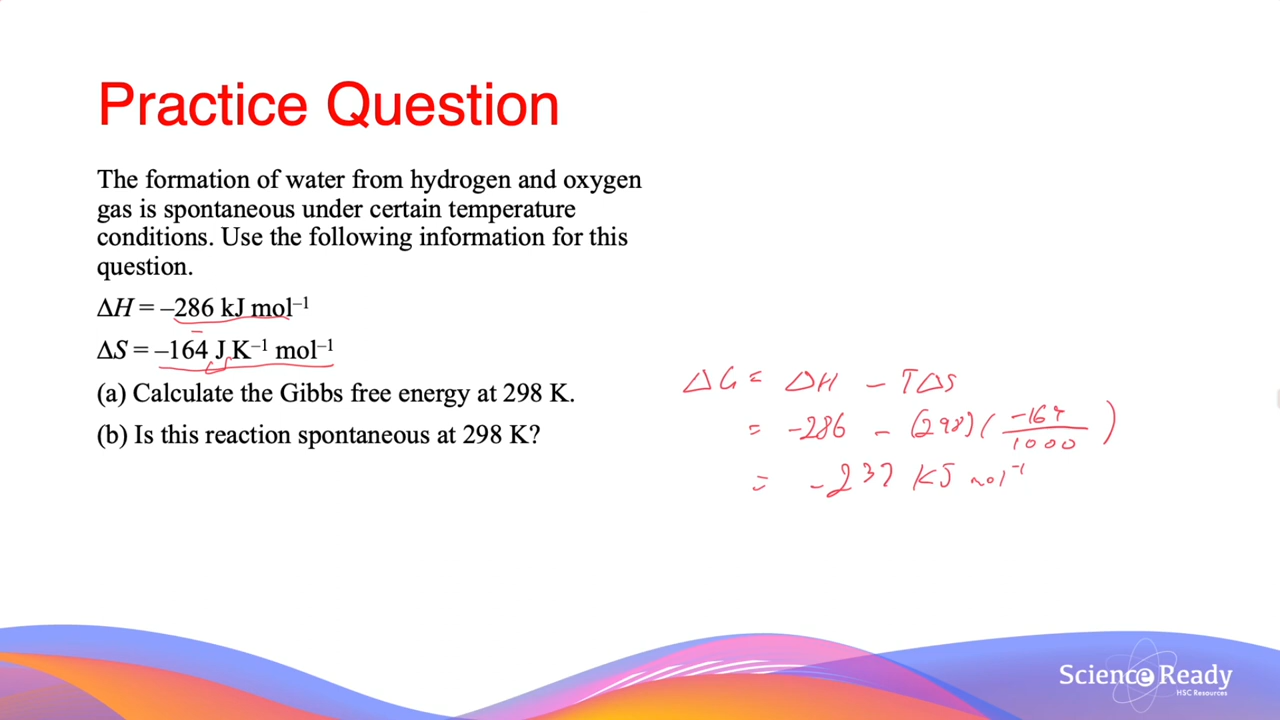 Practice Question
The formation of water from hydrogen and oxygen
gas is spontaneous under certain temperature
conditions. Use the following information for this
question.
ΔH = –286 kJ mol⁻¹
ΔS = –164 J K⁻¹ mol⁻¹
(a) Calculate the Gibbs free energy at 298 K.
(b) Is this reaction spontaneous at 298 K?
ΔG = ΔH – TΔS
= -286 – (298)(-164/1000)
= -237 KJ mol⁻¹
Science Ready
HSC Resources